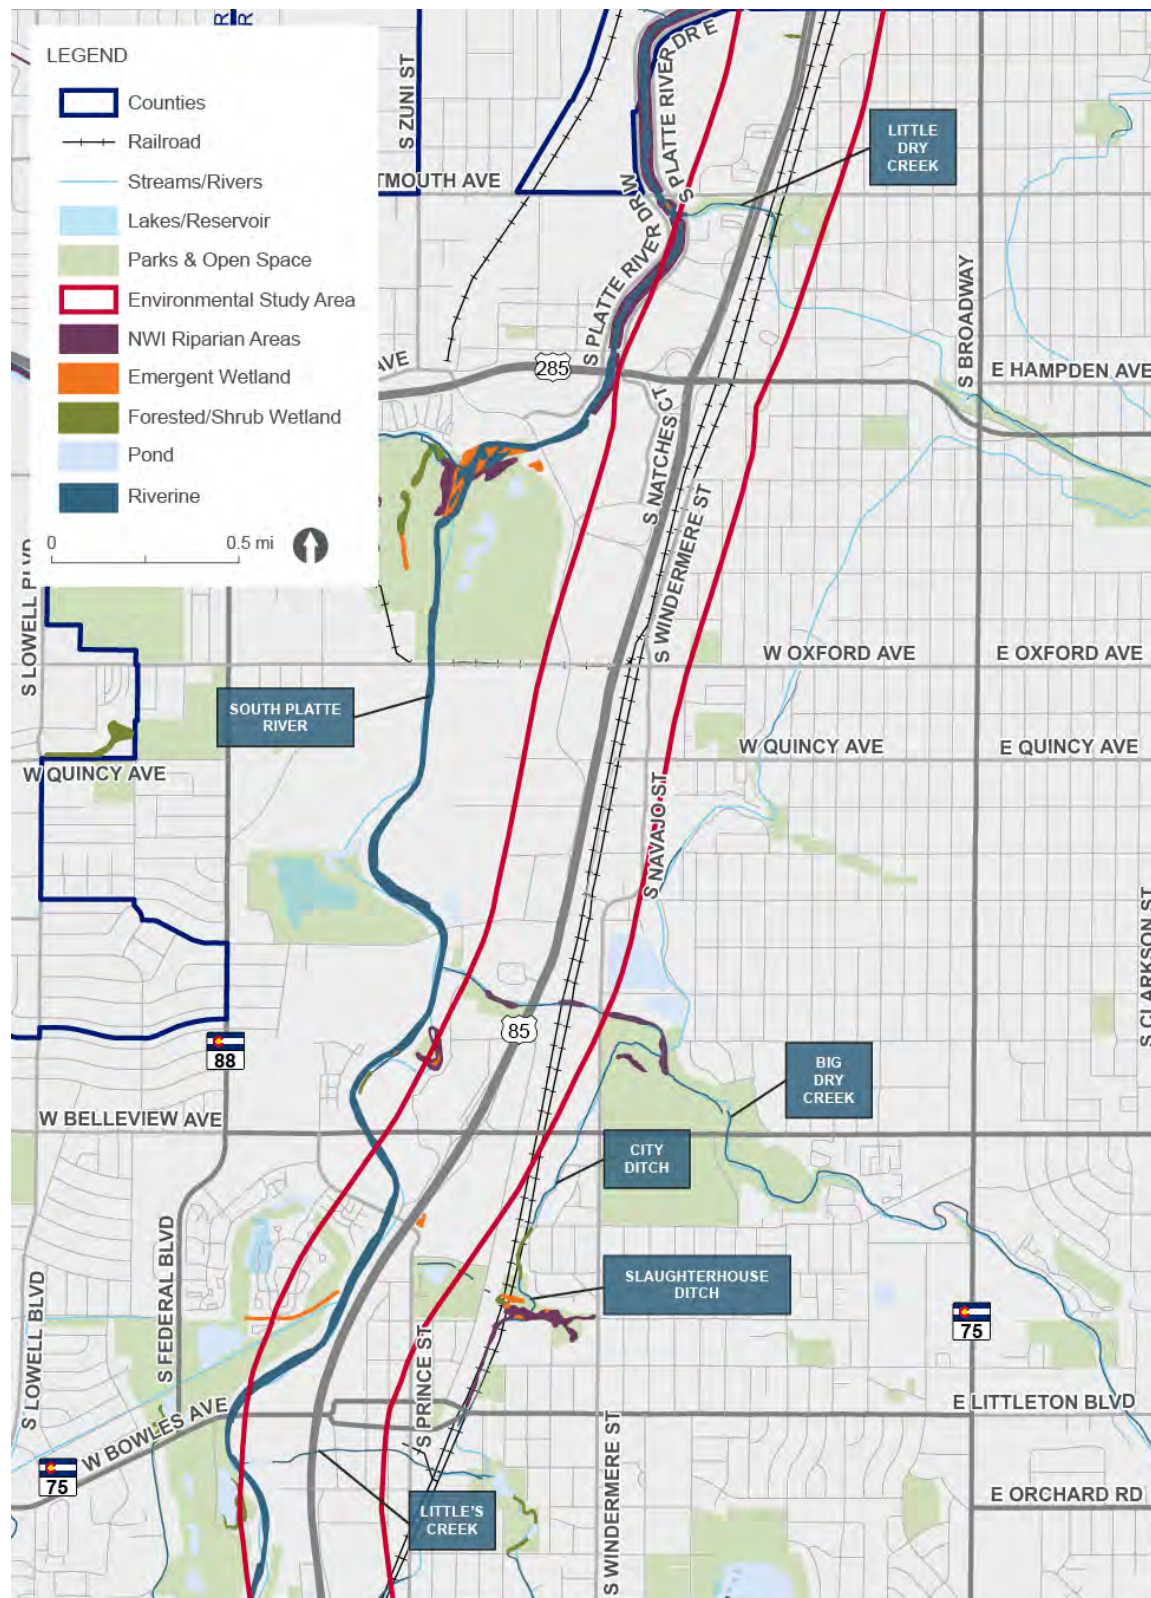 R
R
LEGEND
Counties
Railroad
Streams/Rivers
Lakes/Reservoir
Parks & Open Space
Environmental Study Area
NWI Riparian Areas
Emergent Wetland
Forested/Shrub Wetland
Pond
Riverine
0 0.5 mi
S ZUNI ST
TMOUTH AVE
S PLATTE RIVER DR E
S PLATTE RIVER DR W
LITTLE
DRY
CREEK
S BROADWAY
AVE
285
E HAMPDEN AVE
S NATCHES CT
S WINDERMERE ST
S LOWELL BLVD
W OXFORD AVE
E OXFORD AVE
SOUTH PLATTE
RIVER
W QUINCY AVE
W QUINCY AVE
E QUINCY AVE
S NAVAJO ST
S CLARKSON ST
85
88
BIG
DRY
CREEK
W BELLEVIEW AVE
CITY
DITCH
S FEDERAL BLVD
S LOWELL BLVD
SLAUGHTERHOUSE
DITCH
75
S PRINCE ST
E LITTLETON BLVD
W BOWLES AVE
75
LITTLE'S
CREEK
S WINDERMERE ST
E ORCHARD RD